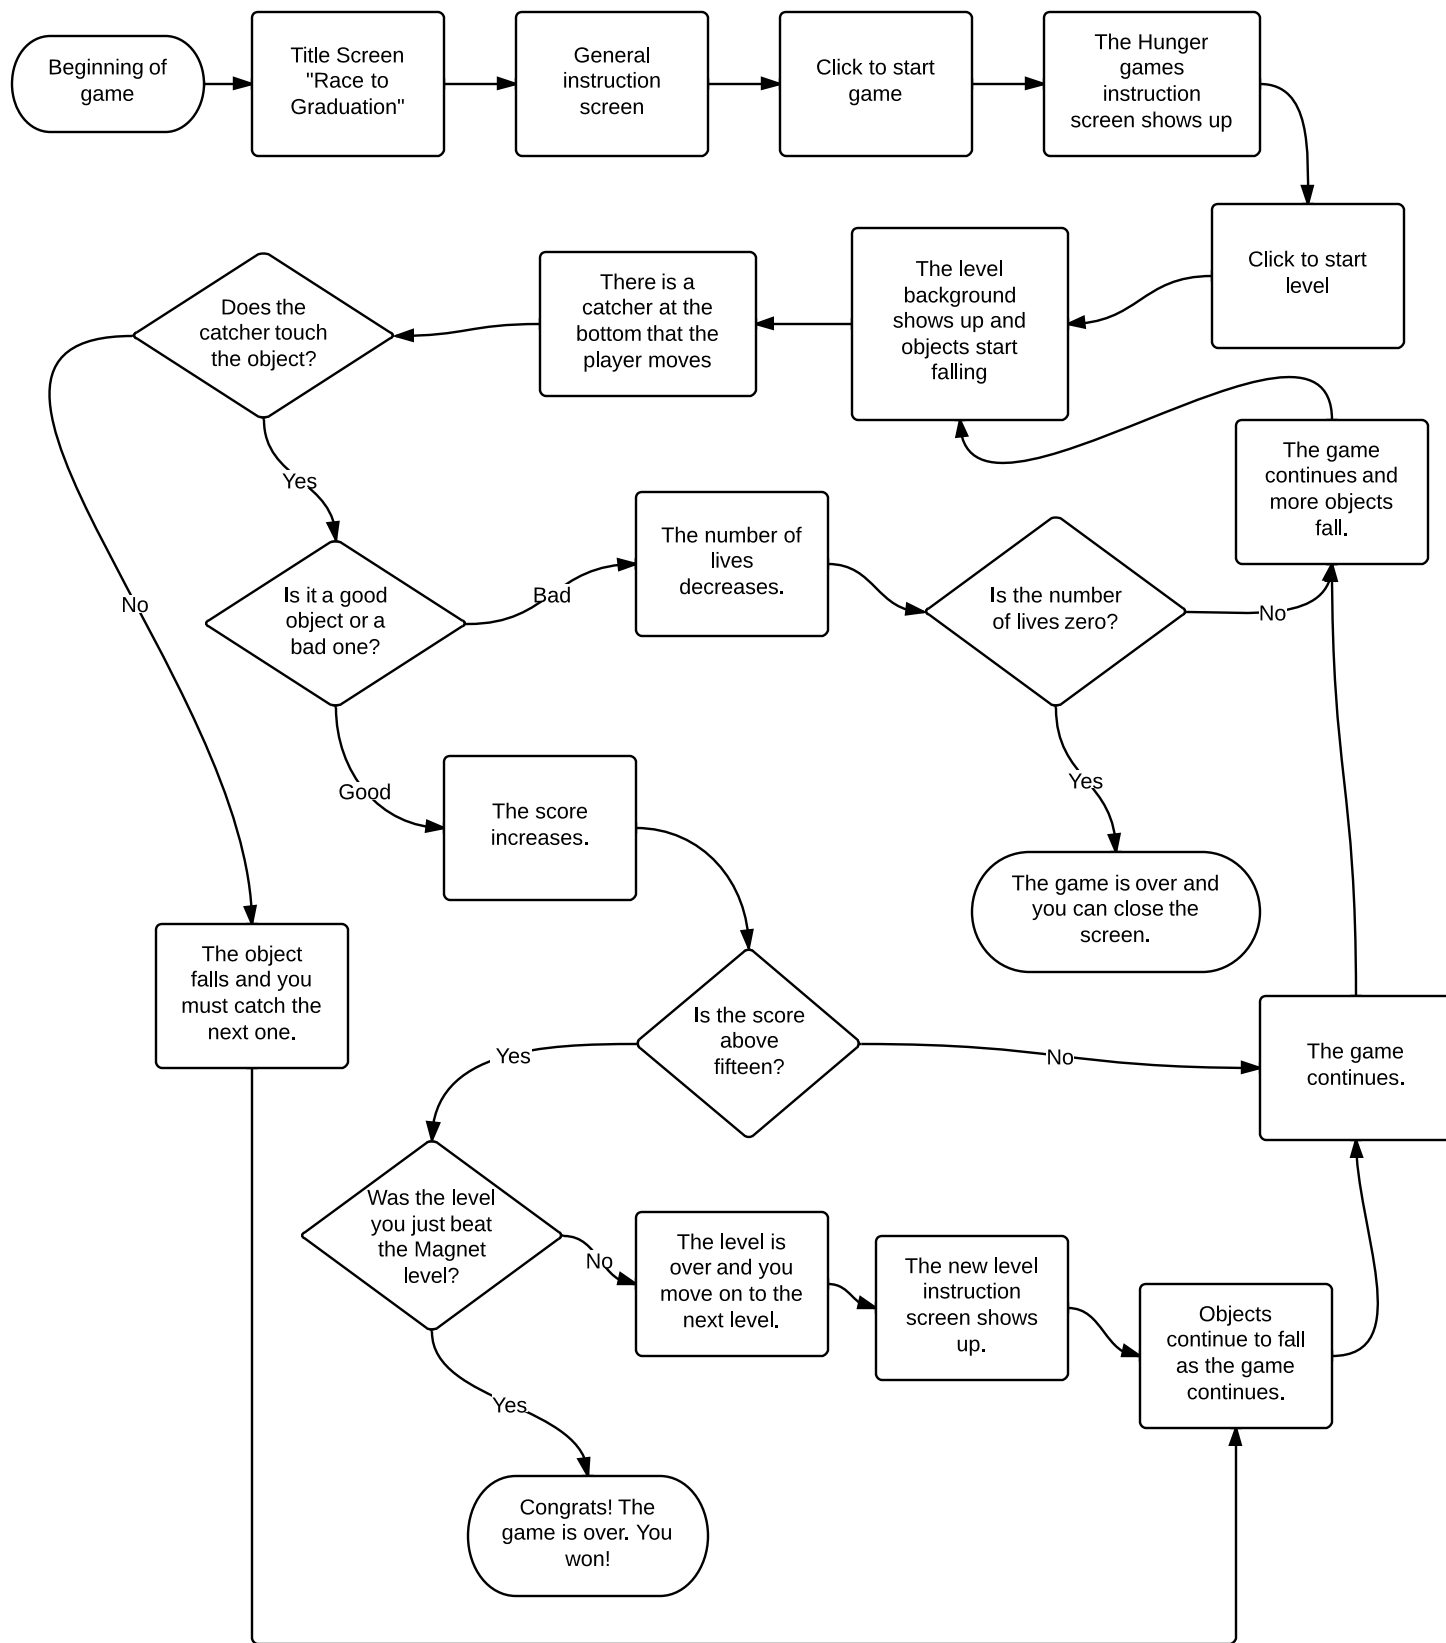 Beginning of
game
Title Screen
"Race to
Graduation"
General
instruction
screen
Click to start
game
The Hunger
games
instruction
screen shows up
Click to start
level
The level
background
shows up and
objects start
falling
There is a
catcher at the
bottom that the
player moves
Does the
catcher touch
the object?
Yes
No
Is it a good
object or a
bad one?
Bad
The number of
lives
decreases.
Is the number
of lives zero?
No
The game
continues and
more objects
fall.
Yes
The game is over and
you can close the
screen.
Good
The score
increases.
The object
falls and you
must catch the
next one.
Is the score
above
fifteen?
Yes
No
The game
continues.
Was the level
you just beat
the Magnet
level?
No
The level is
over and you
move on to the
next level.
The new level
instruction
screen shows
up.
Objects
continue to fall
as the game
continues.
Yes
Congrats! The
game is over. You
won!